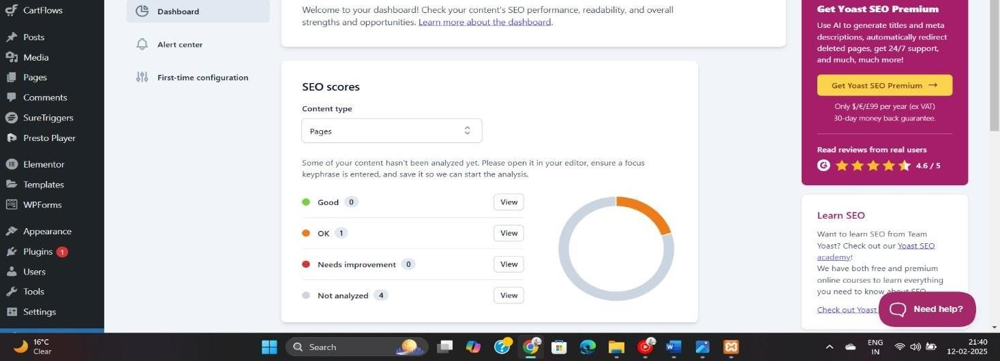 CartFlows
Posts
Media
Pages
Comments
SureTriggers
Presto Player
Elementor
Templates
WPForms
Appearance
Plugins 1
Users
Tools
Settings
Dashboard
Alert center
First-time configuration
Welcome to your dashboard! Check your content's SEO performance, readability, and overall
strengths and opportunities. Learn more about the dashboard.
SEO scores
Content type
Pages
Some of your content hasn't been analyzed yet. Please open it in your editor, ensure a focus
keyphrase is entered, and save it so we can start the analysis.
Good 0 View
OK 1 View
Needs improvement 0 View
Not analyzed 4 View
Get Yoast SEO Premium
Use AI to generate titles and meta
descriptions, automatically redirect
deleted pages, get 24/7 support,
and much, much more!
Get Yoast SEO Premium →
Only $/€/£99 per year (ex VAT)
30-day money back guarantee.
Read reviews from real users
4.6 / 5
Learn SEO
Want to learn SEO from Team
Yoast? Check out our Yoast SEO
academy!
We have both free and premium
online courses to learn everything
you need to know about SEO.
Check out Yoast
Need help?
16°C
Clear
Search
ENG
IN
21:40
12-02-2025